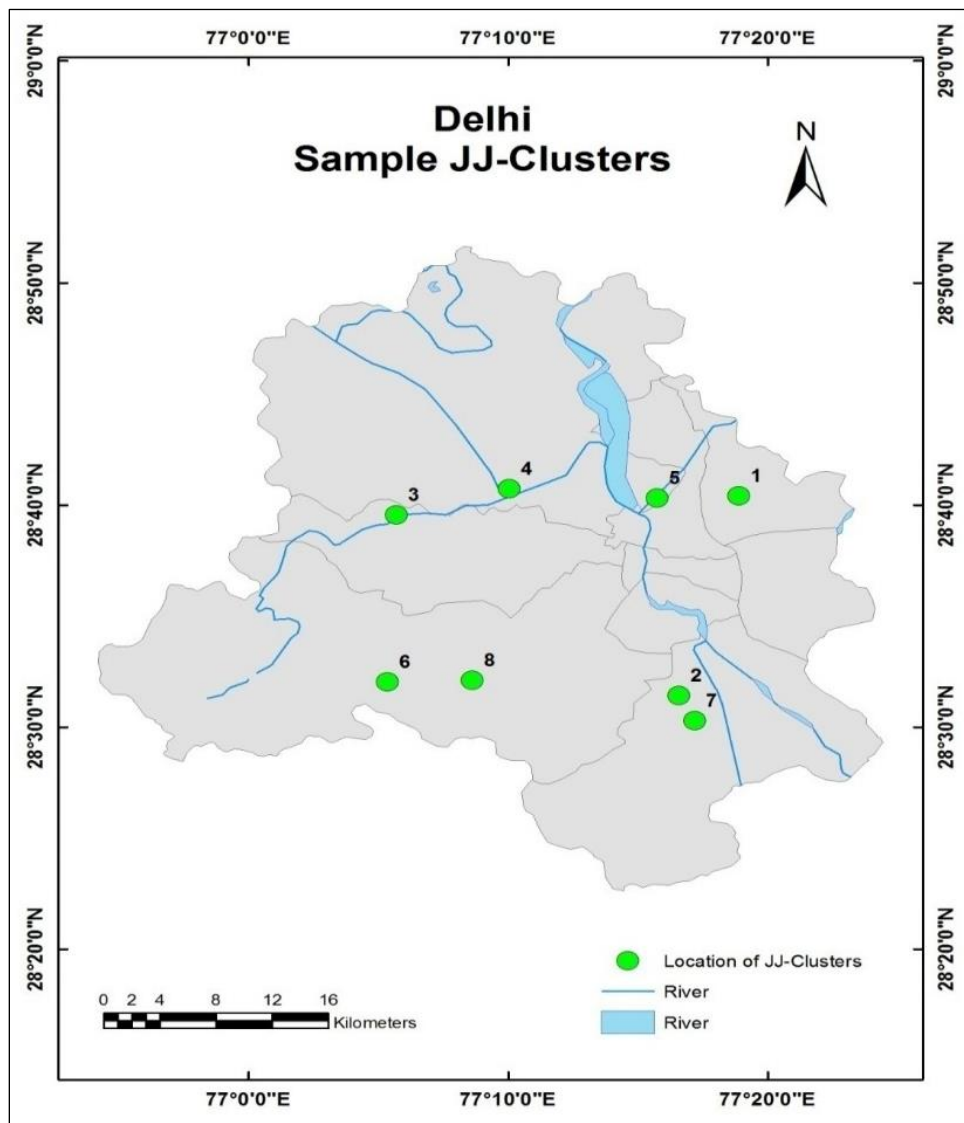 77°0'0"E 77°10'0"E 77°20'0"E
29°0'0"N 29°0'0"N
Delhi
Sample JJ-Clusters
N
28°50'0"N 28°50'0"N
4
5
1
3
28°40'0"N 28°40'0"N
6
8
2
7
28°30'0"N 28°30'0"N
28°20'0"N 28°20'0"N
Location of JJ-Clusters
River
River
0 2 4 8 12 16
Kilometers
77°0'0"E 77°10'0"E 77°20'0"E